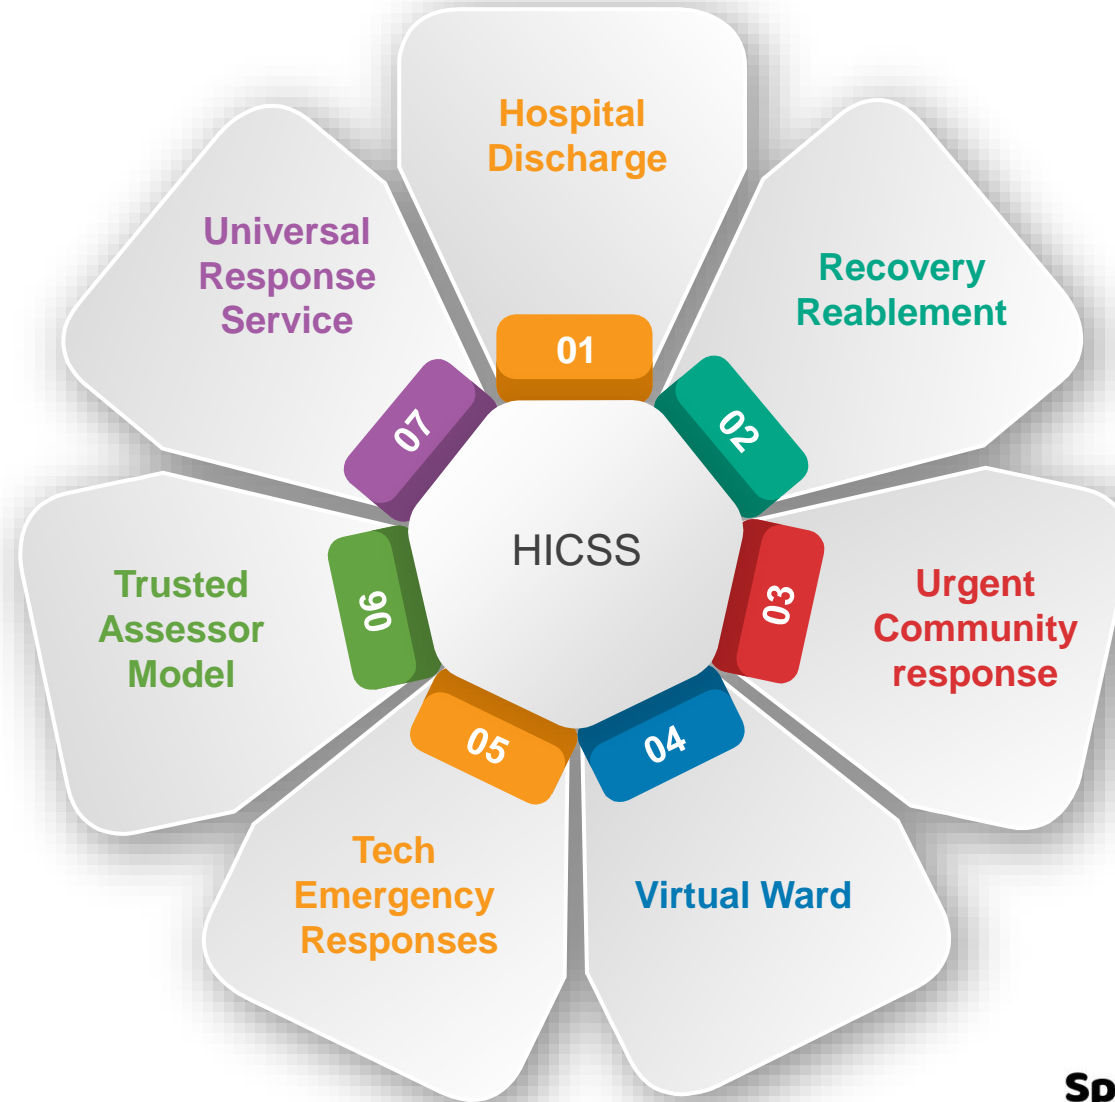 Hospital
Discharge
01
Recovery
Reablement
02
Urgent
Community
response
03
Virtual Ward
04
Tech
Emergency
Responses
05
Trusted
Assessor
Model
06
Universal
Response
Service
07
HICSS
Sp